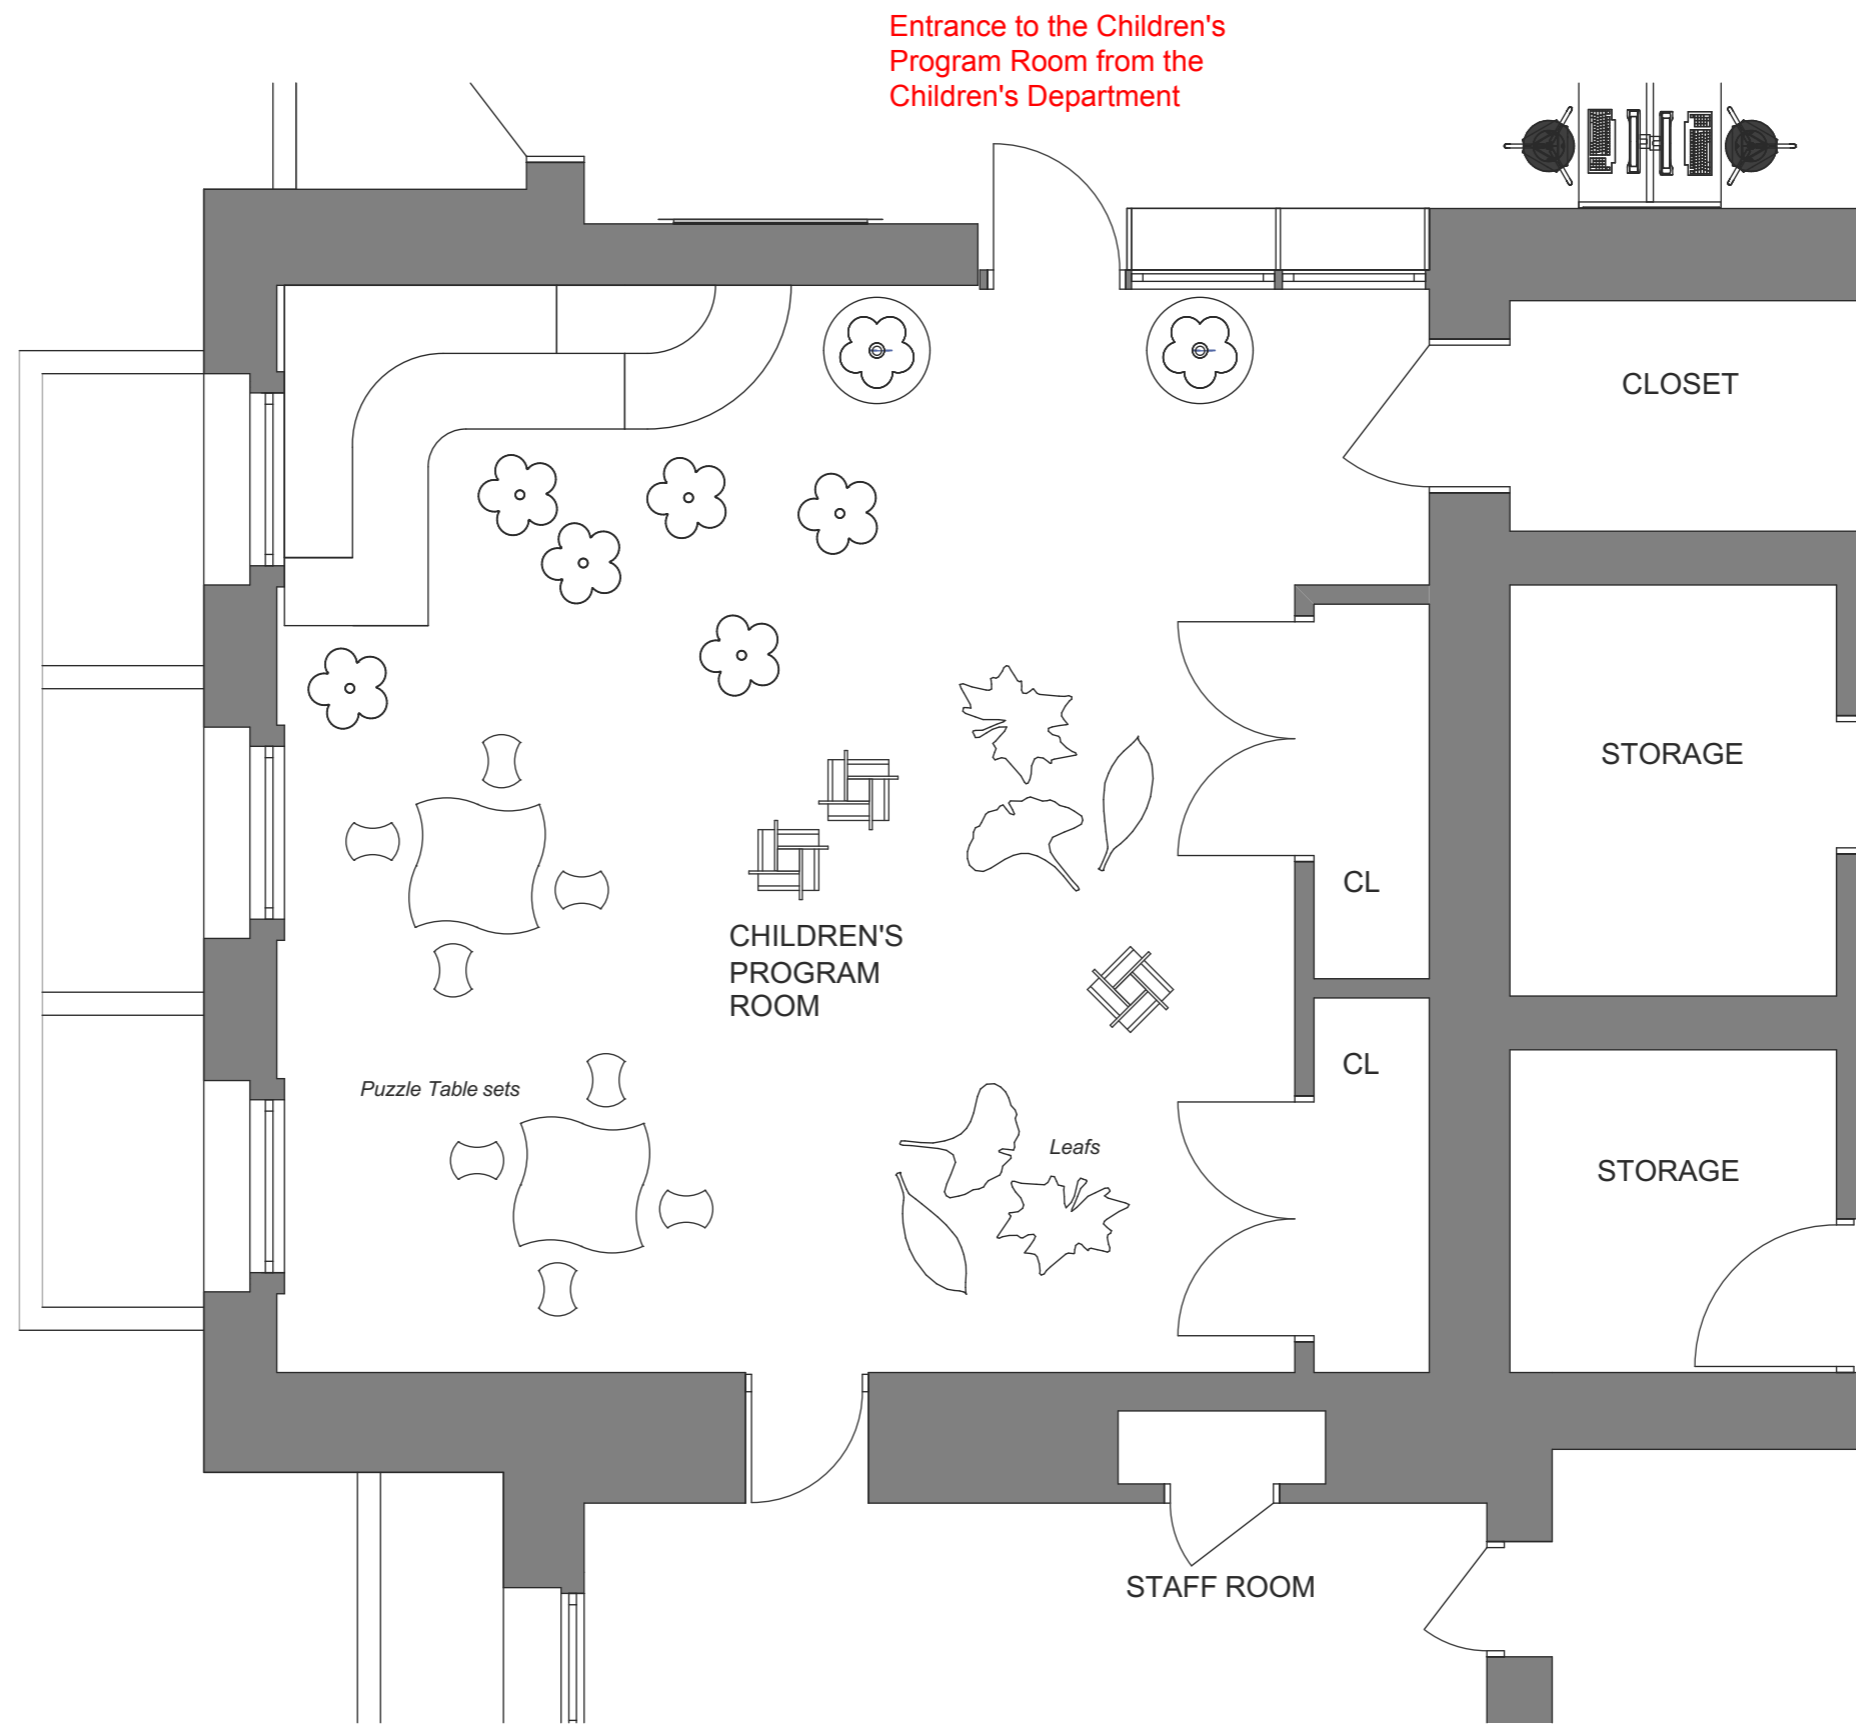 Entrance to the Children's
Program Room from the
Children's Department
CLOSET
STORAGE
CL
CHILDREN'S
PROGRAM
ROOM
CL
Puzzle Table sets
Leafs
STORAGE
STAFF ROOM